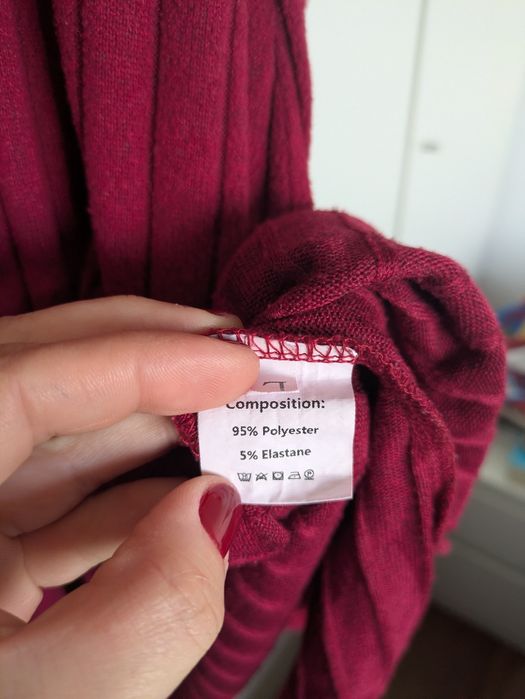 Composition:
95% Polyester
5% Elastane